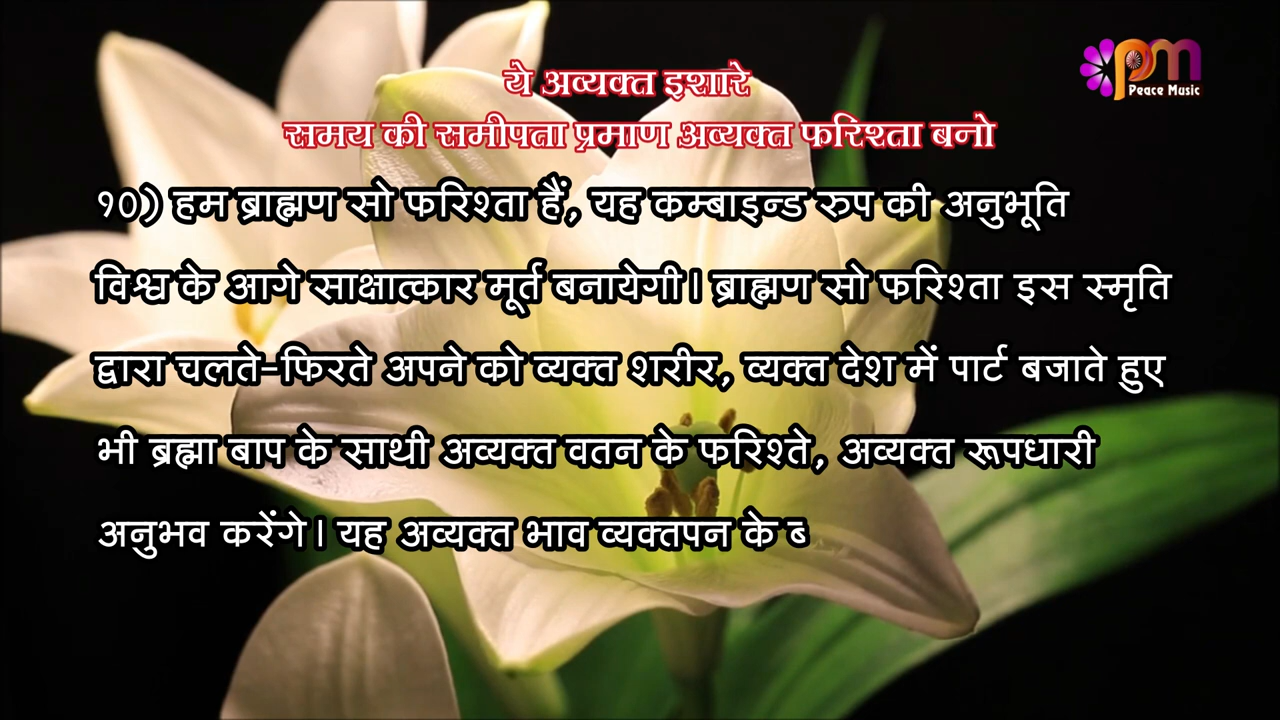 ये अव्यक्त इशारे
समय की समीपता प्रमाण अव्यक्त फरिश्ता बनो
pm
Peace Music
१०) हम ब्राह्मण सो फरिश्ता हैं, यह कम्बाइन्ड रुप की अनुभूति
विश्व के आगे साक्षात्कार मूर्त बनायेगी। ब्राह्मण सो फरिश्ता इस स्मृति
द्वारा चलते-फिरते अपने को व्यक्त शरीर, व्यक्त देश में पार्ट बजाते हुए
भी ब्रह्मा बाप के साथी अव्यक्त वतन के फरिश्ते, अव्यक्त रूपधारी
अनुभव करेंगे। यह अव्यक्त भाव व्यक्तपन के